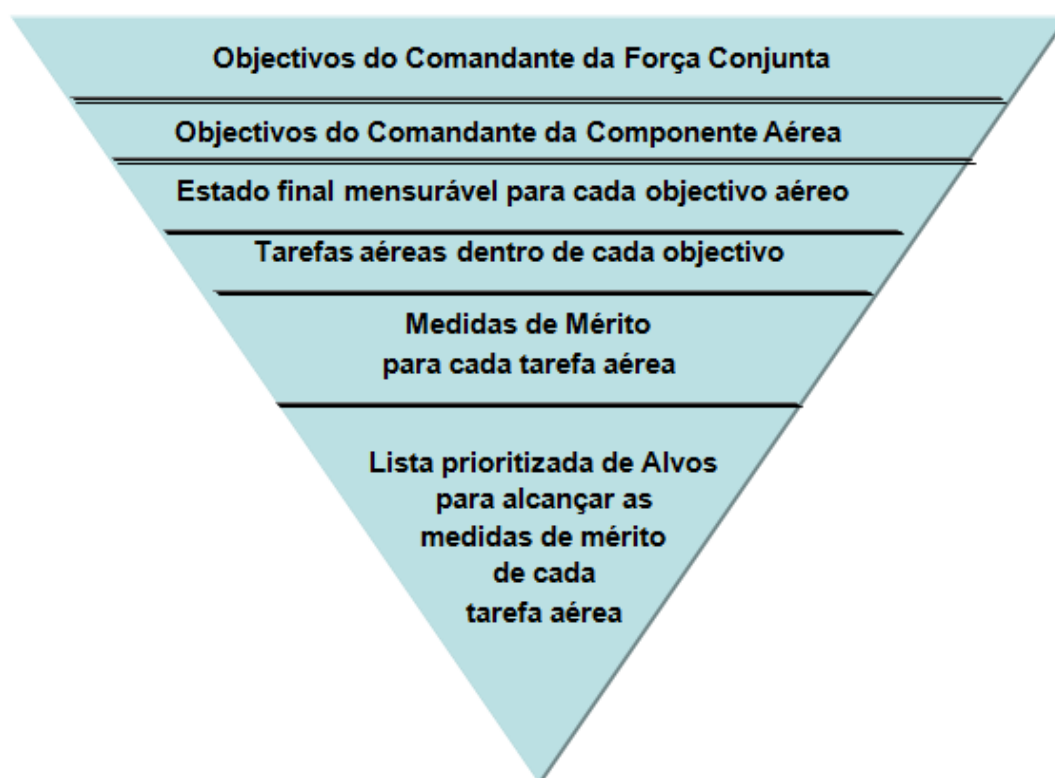 Objectivos do Comandante da Força Conjunta
Objectivos do Comandante da Componente Aérea
Estado final mensurável para cada objectivo aéreo
Tarefas aéreas dentro de cada objectivo
Medidas de Mérito
para cada tarefa aérea
Lista prioritizada de Alvos
para alcançar as
medidas de mérito
de cada
tarefa aérea